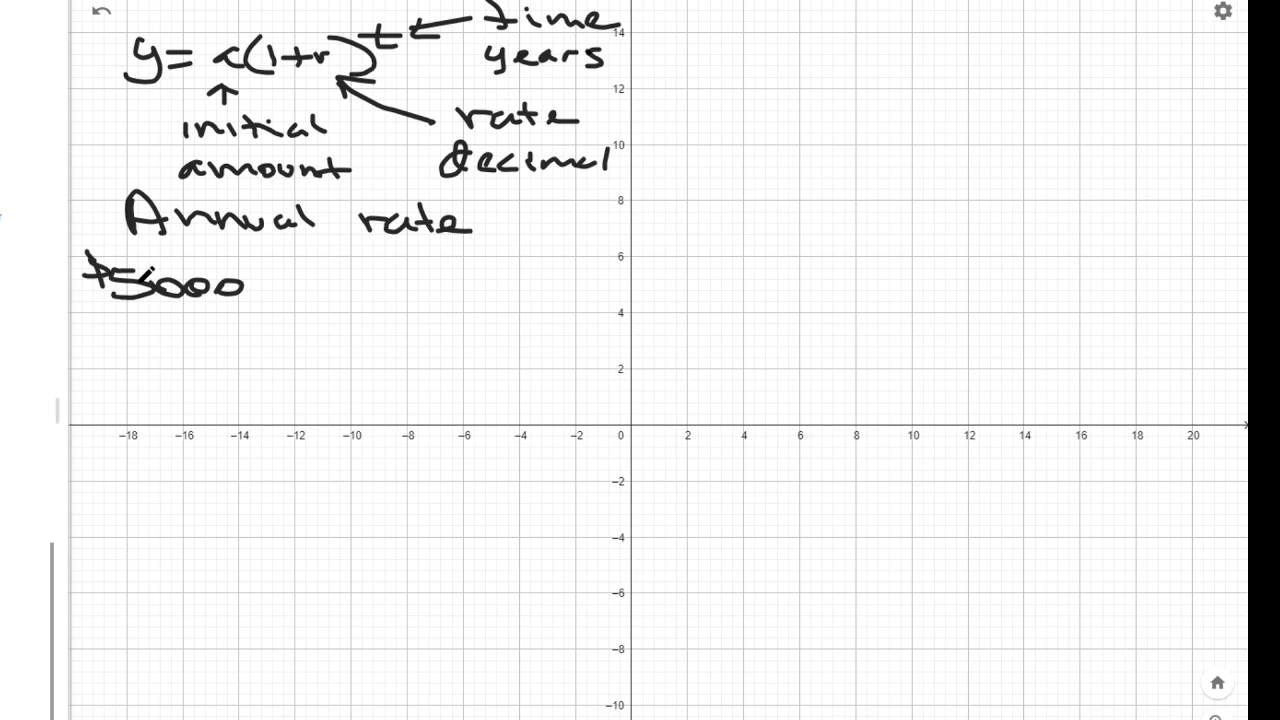 y = a(1+r)^t ← time
years
↑ initial
amount
rate
decimal
Annual rate
$5000
14
12
10
8
6
4
2
-18 -16 -14 -12 -10 -8 -6 -4 -2 0 2 4 6 8 10 12 14 16 18 20
-2
-4
-6
-8
-10